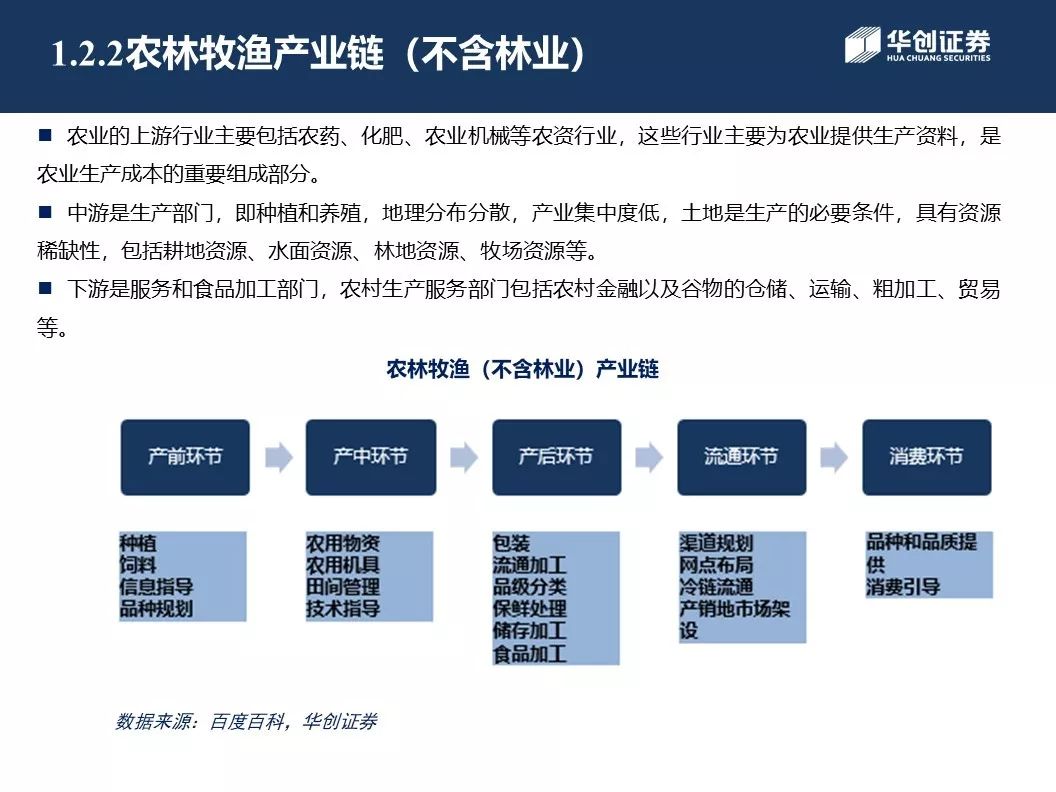 1.2.2农林牧渔产业链（不含林业）
华创证券
HUA CHUANG SECURITIES
■ 农业的上游行业主要包括农药、化肥、农业机械等农资行业，这些行业主要为农业提供生产资料，是
农业生产成本的重要组成部分。
■ 中游是生产部门，即种植和养殖，地理分布分散，产业集中度低，土地是生产的必要条件，具有资源
稀缺性，包括耕地资源、水面资源、林地资源、牧场资源等。
■ 下游是服务和食品加工部门，农村生产服务部门包括农村金融以及谷物的仓储、运输、粗加工、贸易
等。
农林牧渔（不含林业）产业链
产前环节
产中环节
产后环节
流通环节
消费环节
种植
饲料
信息指导
品种规划
农用物资
农用机具
田间管理
技术指导
包装
流通加工
品级分类
保鲜处理
储存加工
食品加工
渠道规划
网点布局
冷链流通
产销地市场架
设
品种和品质提
供
消费引导
数据来源：百度百科，华创证券